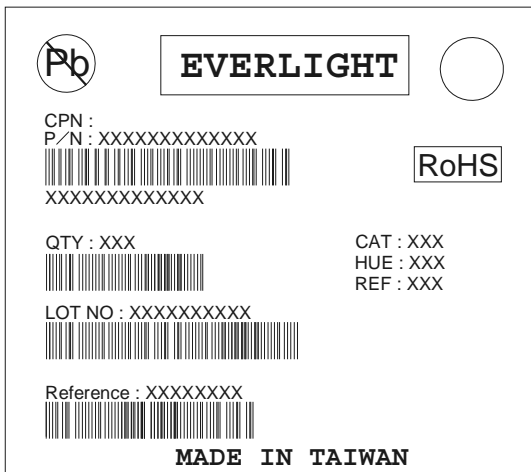 Pb
EVERLIGHT
CPN :
P/N : XXXXXXXXXXXXX
XXXXXXXXXXXXX
RoHS
QTY : XXX
CAT : XXX
HUE : XXX
REF : XXX
LOT NO : XXXXXXXXXX
Reference : XXXXXXXX
MADE IN TAIWAN